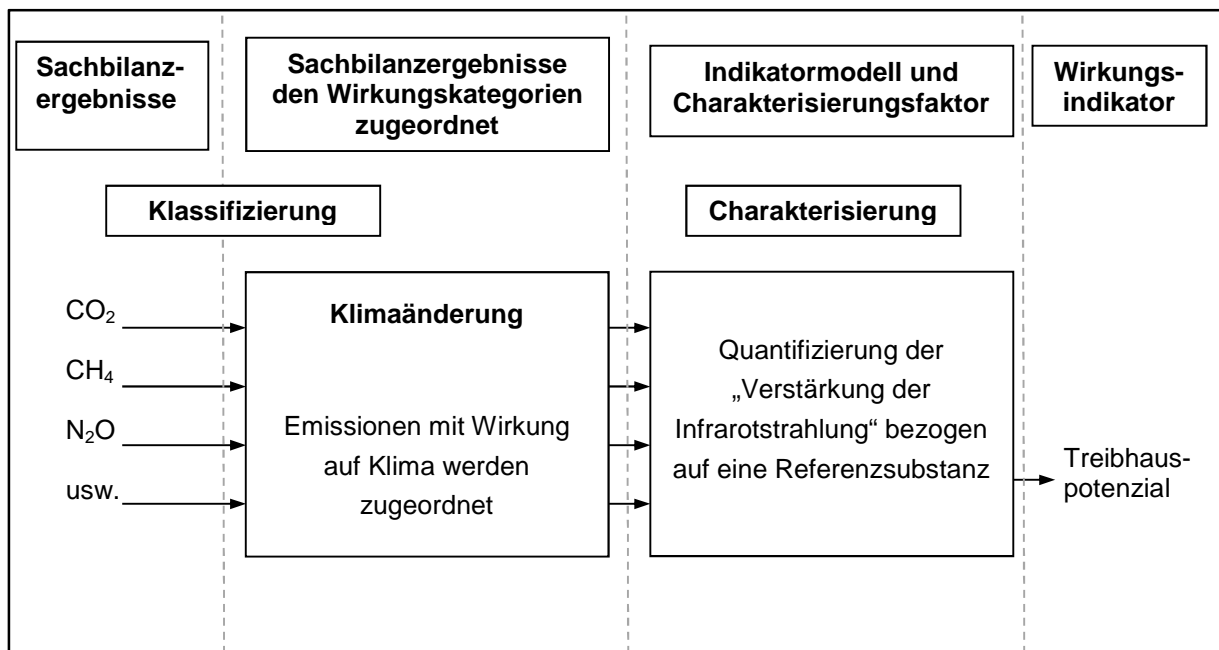 Sachbilanz-
ergebnisse
Sachbilanzergebnisse
den Wirkungskategorien
zugeordnet
Indikatormodell und
Charakterisierungsfaktor
Wirkungs-
indikator
Klassifizierung
Charakterisierung
CO₂
CH₄
N₂O
usw.
Klimaänderung
Emissionen mit Wirkung
auf Klima werden
zugeordnet
Quantifizierung der
„Verstärkung der
Infrarotstrahlung“ bezogen
auf eine Referenzsubstanz
Treibhaus-
potenzial